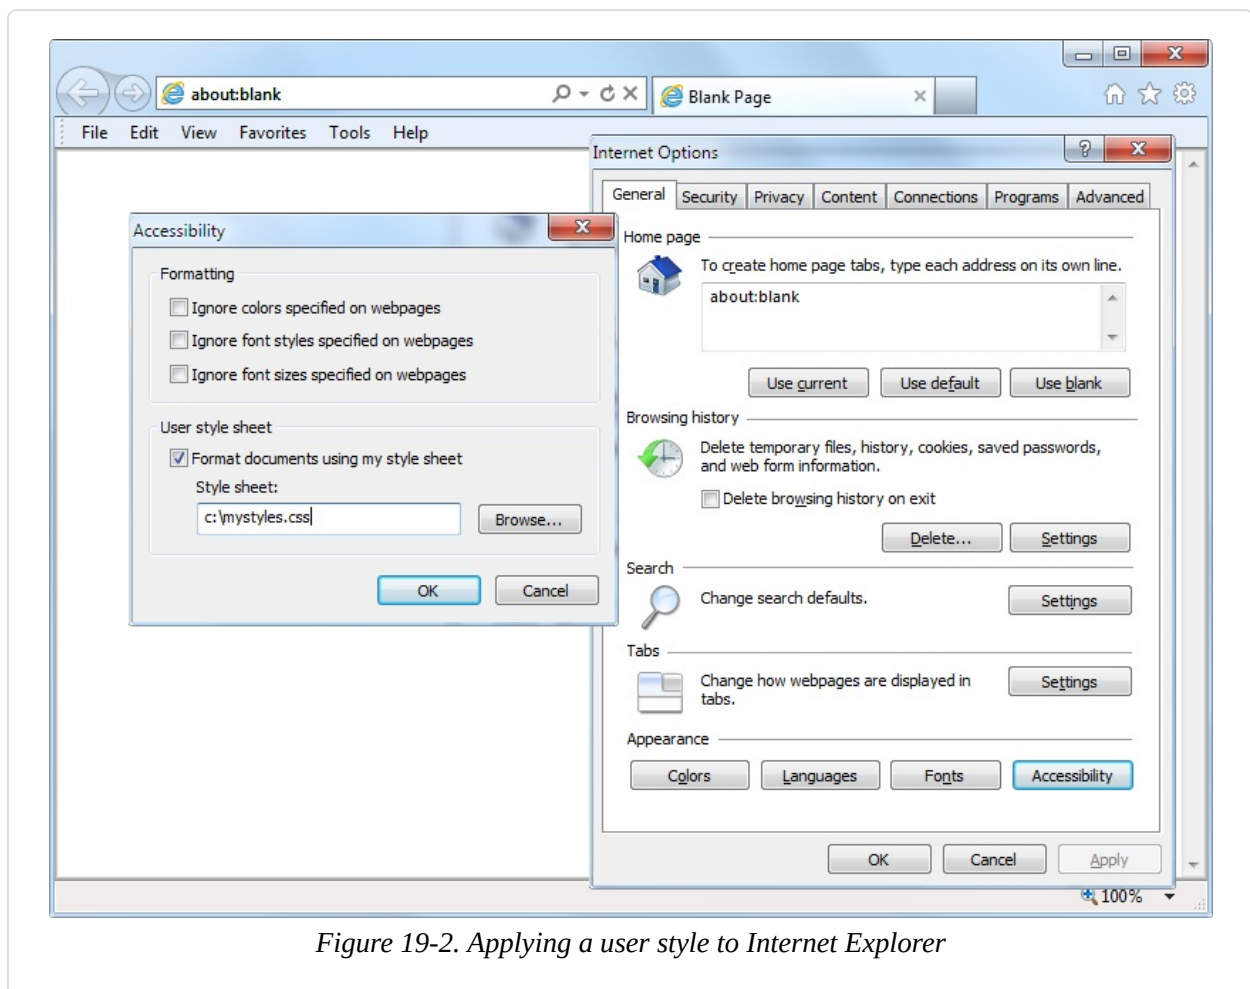 about:blank
Blank Page
File Edit View Favorites Tools Help
Internet Options
General Security Privacy Content Connections Programs Advanced
Home page
To create home page tabs, type each address on its own line.
about:blank
Use current Use default Use blank
Browsing history
Delete temporary files, history, cookies, saved passwords,
and web form information.
Delete browsing history on exit
Delete... Settings
Search
Change search defaults.
Settings
Tabs
Change how webpages are displayed in
tabs.
Settings
Appearance
Colors Languages Fonts Accessibility
OK Cancel Apply
Accessibility
Formatting
Ignore colors specified on webpages
Ignore font styles specified on webpages
Ignore font sizes specified on webpages
User style sheet
Format documents using my style sheet
Style sheet:
c:\mystyles.css
Browse...
OK Cancel
100%
Figure 19-2. Applying a user style to Internet Explorer